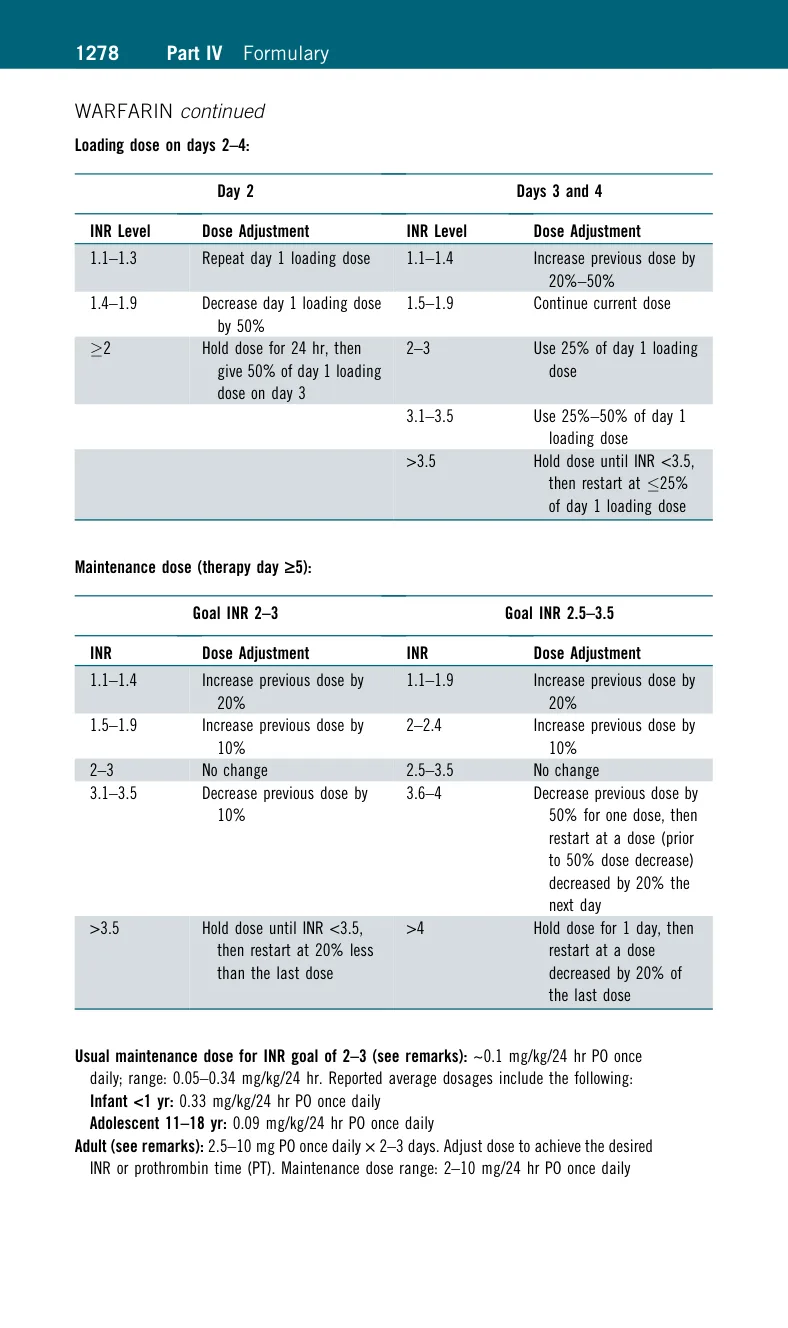 1278 Part IV Formulary
WARFARIN continued
Loading dose on days 2–4:
Day 2 Days 3 and 4
INR Level Dose Adjustment INR Level Dose Adjustment
1.1–1.3 Repeat day 1 loading dose 1.1–1.4 Increase previous dose by
20%–50%
1.4–1.9 Decrease day 1 loading dose 1.5–1.9 Continue current dose
by 50%
≥2 Hold dose for 24 hr, then 2–3 Use 25% of day 1 loading
give 50% of day 1 loading dose
dose on day 3
3.1–3.5 Use 25%–50% of day 1
loading dose
>3.5 Hold dose until INR <3.5,
then restart at ≤25%
of day 1 loading dose
Maintenance dose (therapy day ≥5):
Goal INR 2–3 Goal INR 2.5–3.5
INR Dose Adjustment INR Dose Adjustment
1.1–1.4 Increase previous dose by 1.1–1.9 Increase previous dose by
20% 20%
1.5–1.9 Increase previous dose by 2–2.4 Increase previous dose by
10% 10%
2–3 No change 2.5–3.5 No change
3.1–3.5 Decrease previous dose by 3.6–4 Decrease previous dose by
10% 50% for one dose, then
restart at a dose (prior
to 50% dose decrease)
decreased by 20% the
next day
>3.5 Hold dose until INR <3.5, >4 Hold dose for 1 day, then
then restart at 20% less restart at a dose
than the last dose decreased by 20% of
the last dose
Usual maintenance dose for INR goal of 2–3 (see remarks): ~0.1 mg/kg/24 hr PO once
daily; range: 0.05–0.34 mg/kg/24 hr. Reported average dosages include the following:
Infant <1 yr: 0.33 mg/kg/24 hr PO once daily
Adolescent 11–18 yr: 0.09 mg/kg/24 hr PO once daily
Adult (see remarks): 2.5–10 mg PO once daily × 2–3 days. Adjust dose to achieve the desired
INR or prothrombin time (PT). Maintenance dose range: 2–10 mg/24 hr PO once daily